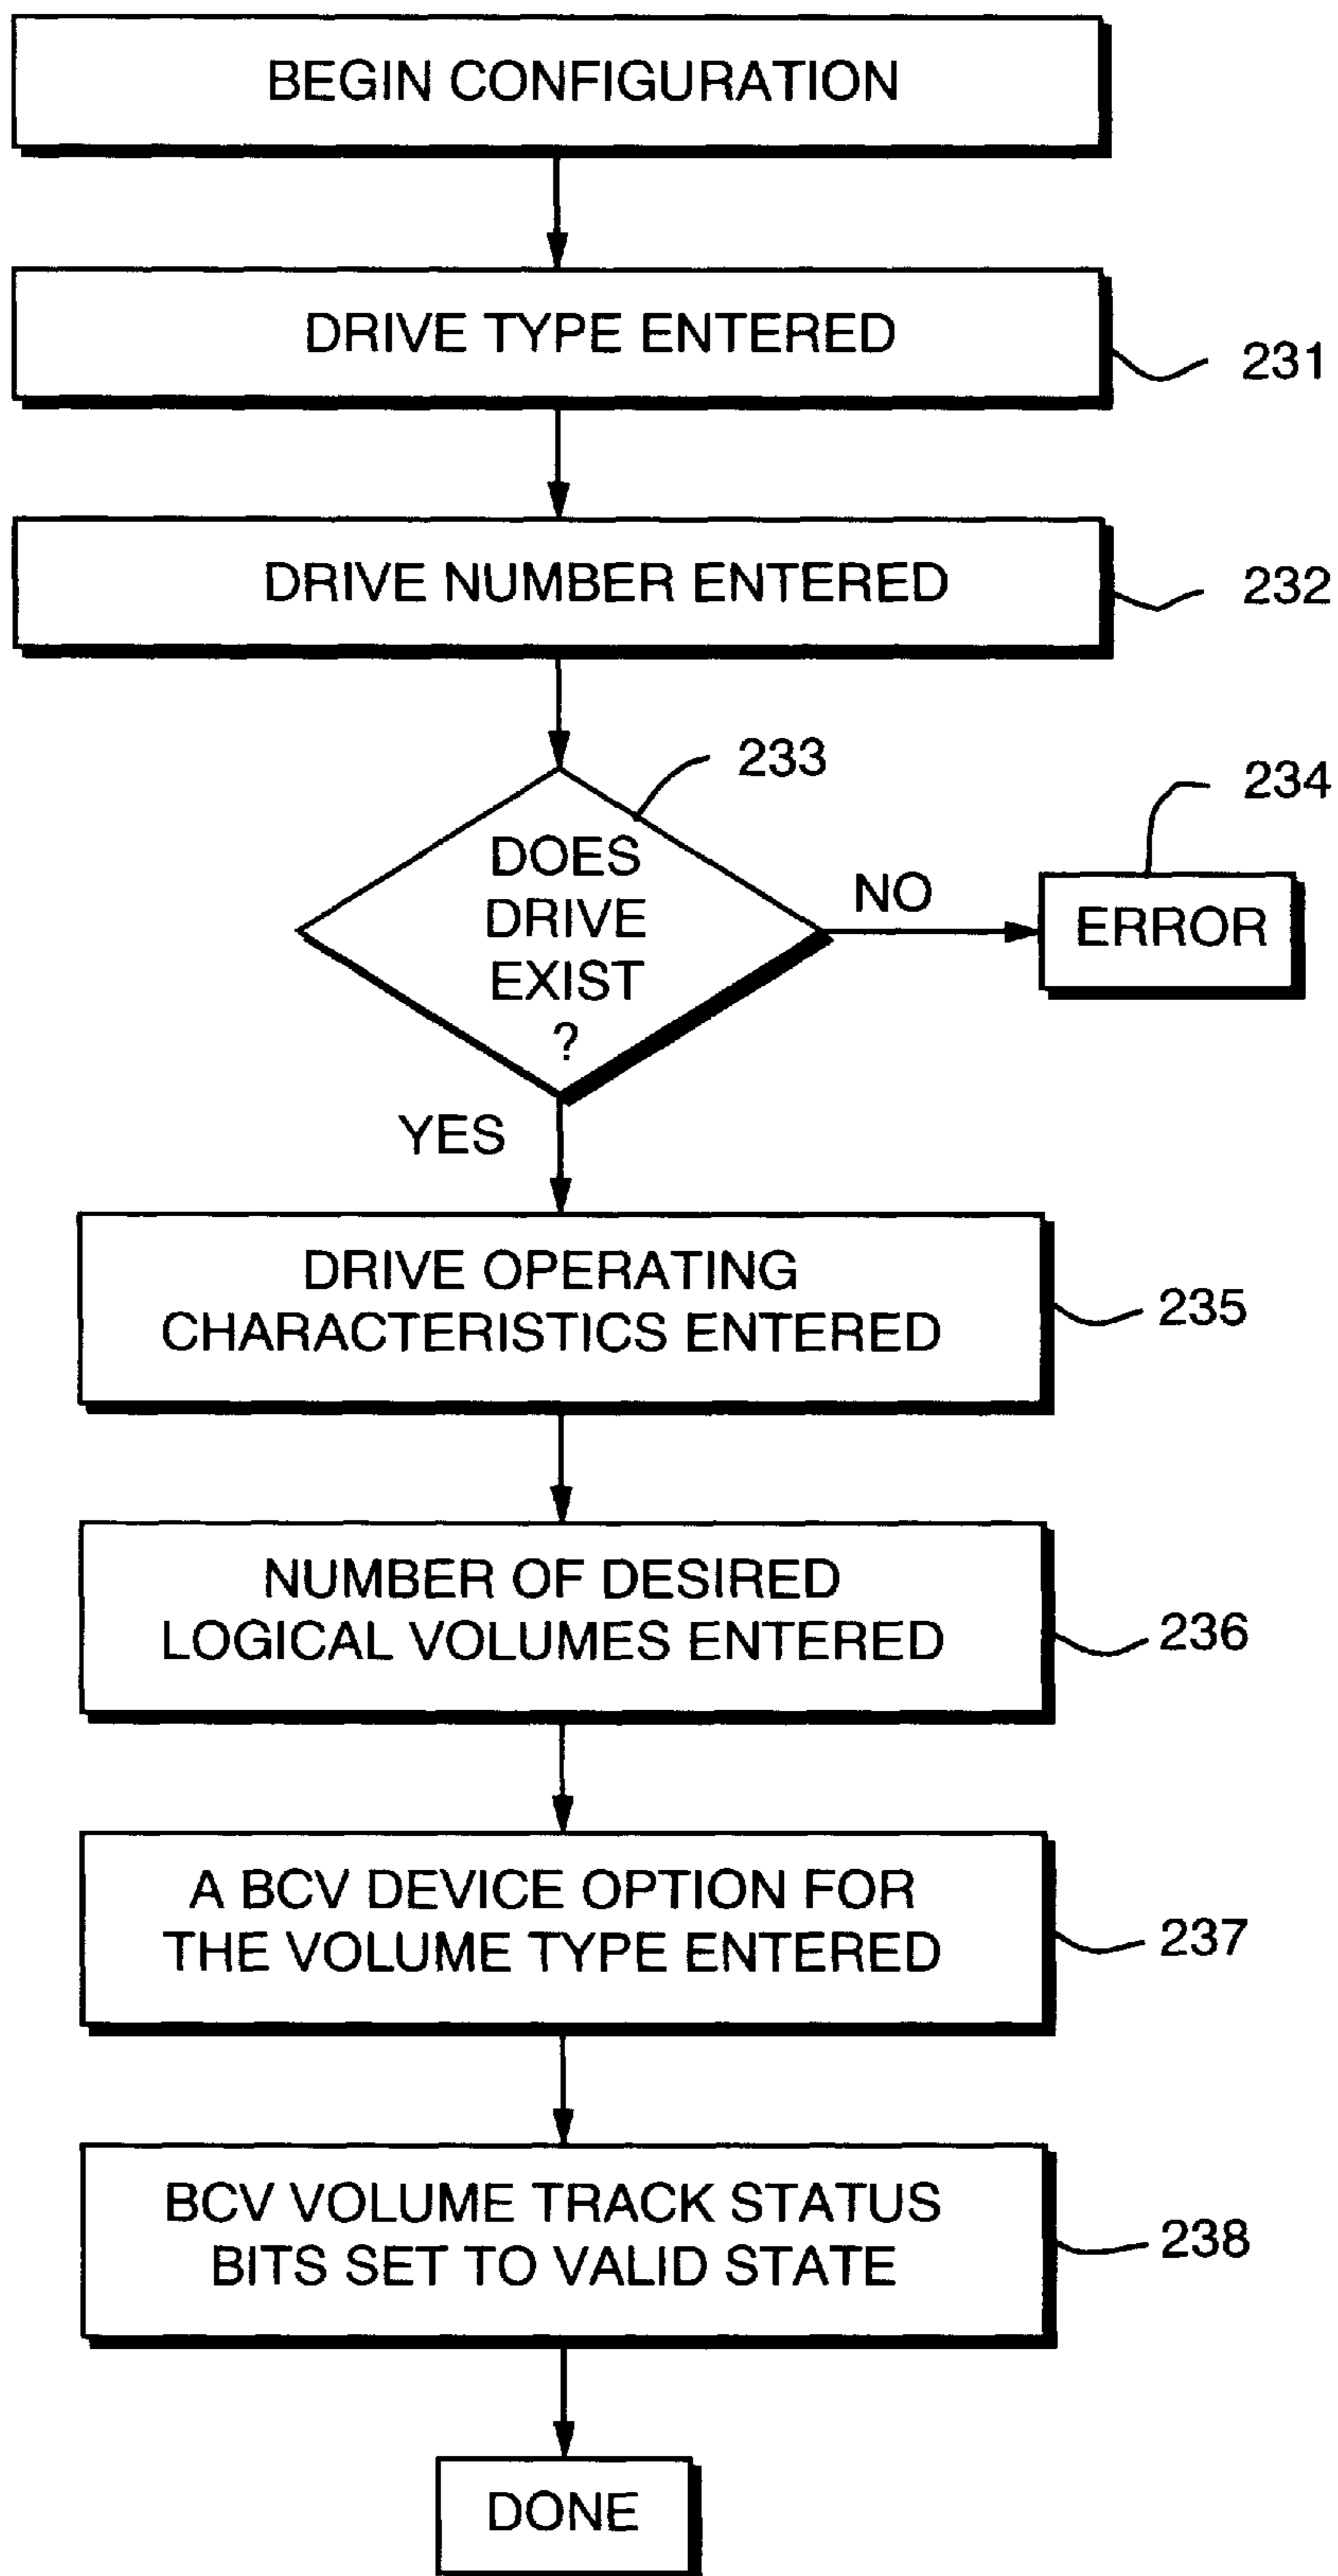 BEGIN CONFIGURATION
DRIVE TYPE ENTERED
231
DRIVE NUMBER ENTERED
232
233
234
DOES
DRIVE
EXIST
?
NO
ERROR
YES
DRIVE OPERATING
CHARACTERISTICS ENTERED
235
NUMBER OF DESIRED
LOGICAL VOLUMES ENTERED
236
A BCV DEVICE OPTION FOR
THE VOLUME TYPE ENTERED
237
BCV VOLUME TRACK STATUS
BITS SET TO VALID STATE
238
DONE